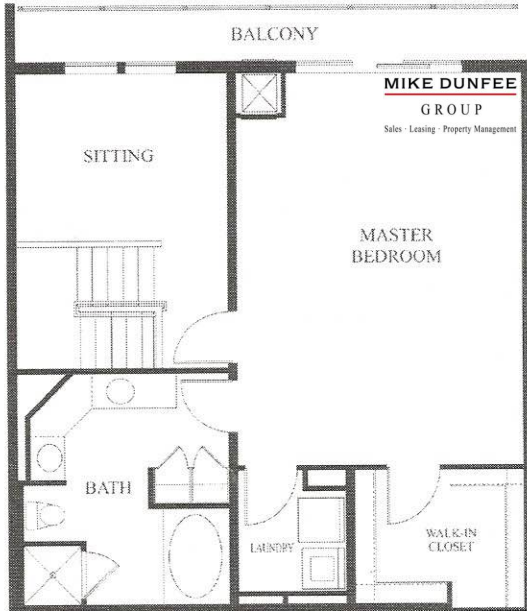 BALCONY
MIKE DUNFEE
GROUP
Sales · Leasing · Property Management
SITTING
MASTER
BEDROOM
BATH
LAUNDRY
WALK-IN
CLOSET